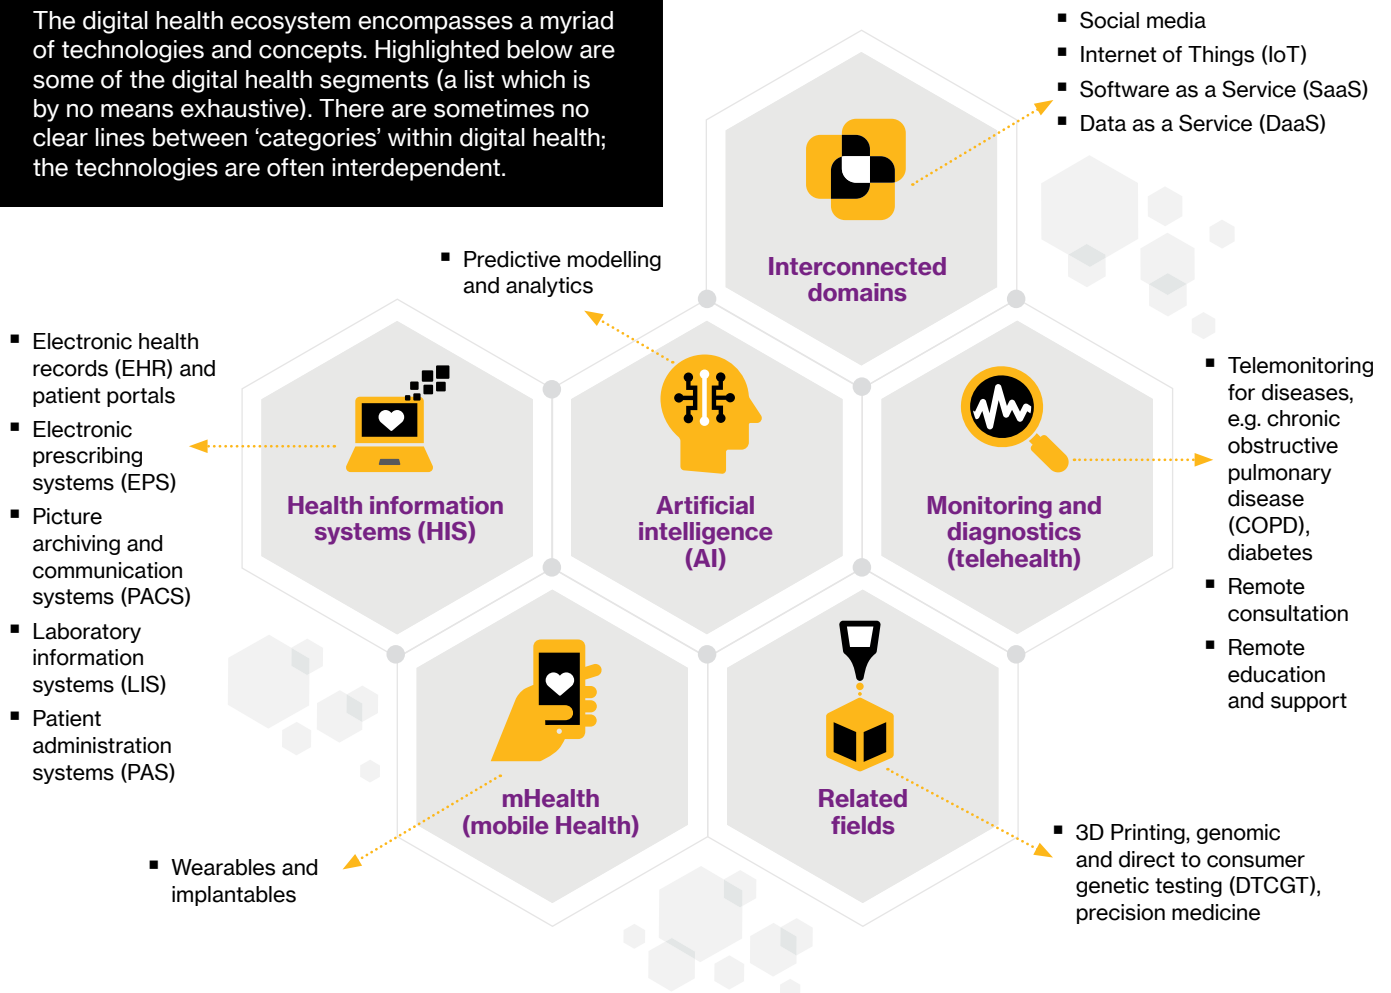 The digital health ecosystem encompasses a myriad
of technologies and concepts. Highlighted below are
some of the digital health segments (a list which is
by no means exhaustive). There are sometimes no
clear lines between ‘categories’ within digital health;
the technologies are often interdependent.
▪ Social media
▪ Internet of Things (IoT)
▪ Software as a Service (SaaS)
▪ Data as a Service (DaaS)
Interconnected
domains
▪ Predictive modelling
and analytics
▪ Electronic health
records (EHR) and
patient portals
▪ Electronic
prescribing
systems (EPS)
▪ Picture
archiving and
communication
systems (PACS)
▪ Laboratory
information
systems (LIS)
▪ Patient
administration
systems (PAS)
Health information
systems (HIS)
Artificial
intelligence
(AI)
Monitoring and
diagnostics
(telehealth)
▪ Telemonitoring
for diseases,
e.g. chronic
obstructive
pulmonary
disease
(COPD),
diabetes
▪ Remote
consultation
▪ Remote
education
and support
mHealth
(mobile Health)
▪ Wearables and
implantables
Related
fields
▪ 3D Printing, genomic
and direct to consumer
genetic testing (DTCGT),
precision medicine